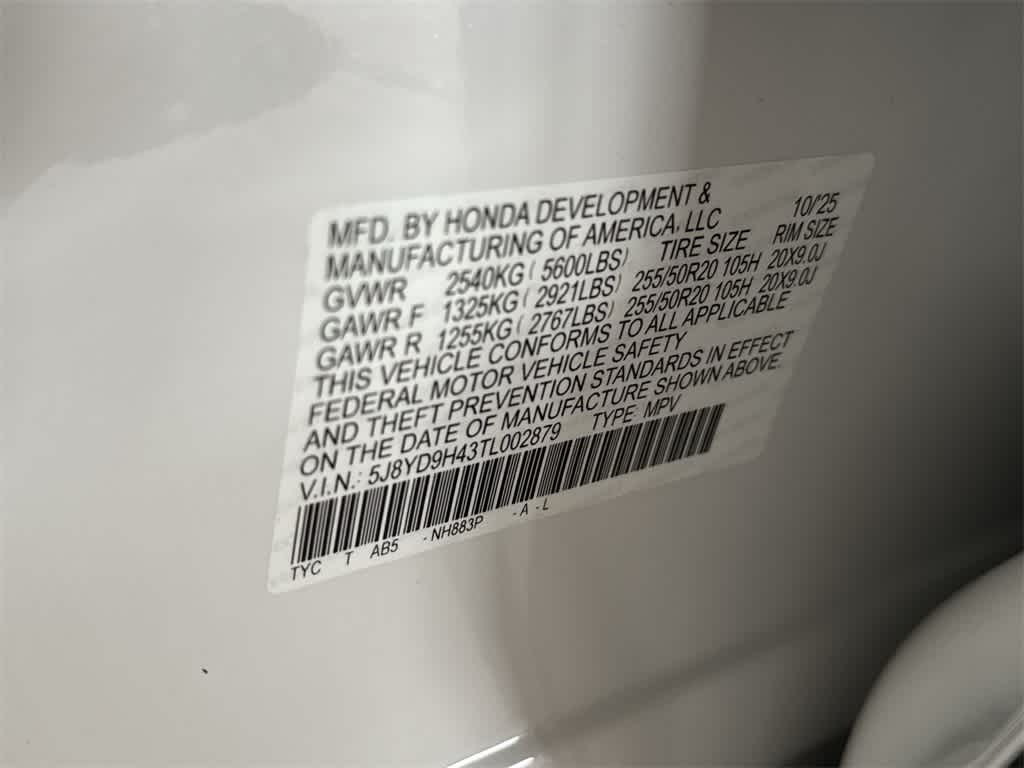 MFD. BY HONDA DEVELOPMENT & 10/'25
MANUFACTURING OF AMERICA, LLC
GVWR 2540KG ( 5600LBS) TIRE SIZE RIM SIZE
GAWR F 1325KG ( 2921LBS) 255/50R20 105H 20X9.0J
GAWR R 1255KG ( 2767LBS) 255/50R20 105H 20X9.0J
THIS VEHICLE CONFORMS TO ALL APPLICABLE
FEDERAL MOTOR VEHICLE SAFETY
AND THEFT PREVENTION STANDARDS IN EFFECT
ON THE DATE OF MANUFACTURE SHOWN ABOVE.
V.I.N.: 5J8YD9H43TL002879 TYPE: MPV
TYC T AB5 - NH883P - A - L